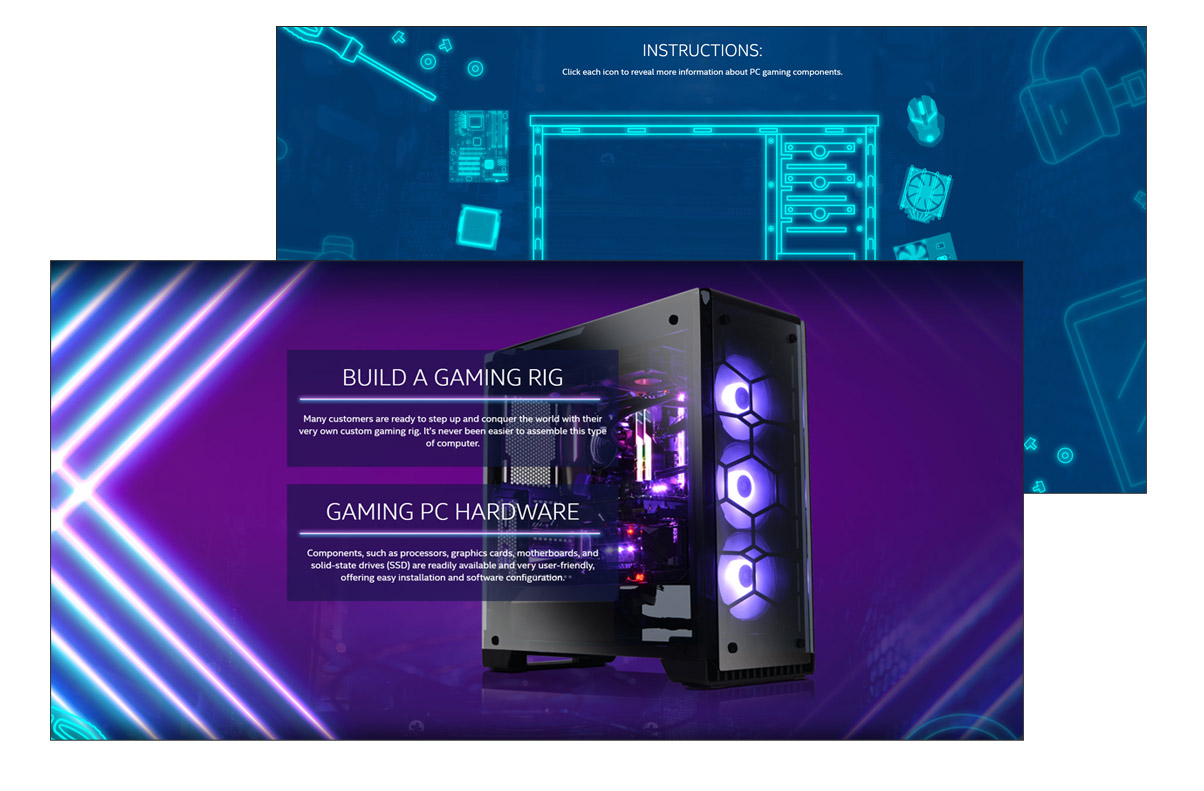 INSTRUCTIONS:
Click each icon to reveal more information about PC gaming components.
BUILD A GAMING RIG
Many customers are ready to step up and conquer the world with their
very own custom gaming rig. It's never been easier to assemble this type
of computer.
GAMING PC HARDWARE
Components, such as processors, graphics cards, motherboards, and
solid-state drives (SSD) are readily available and very user-friendly,
offering easy installation and software configuration.